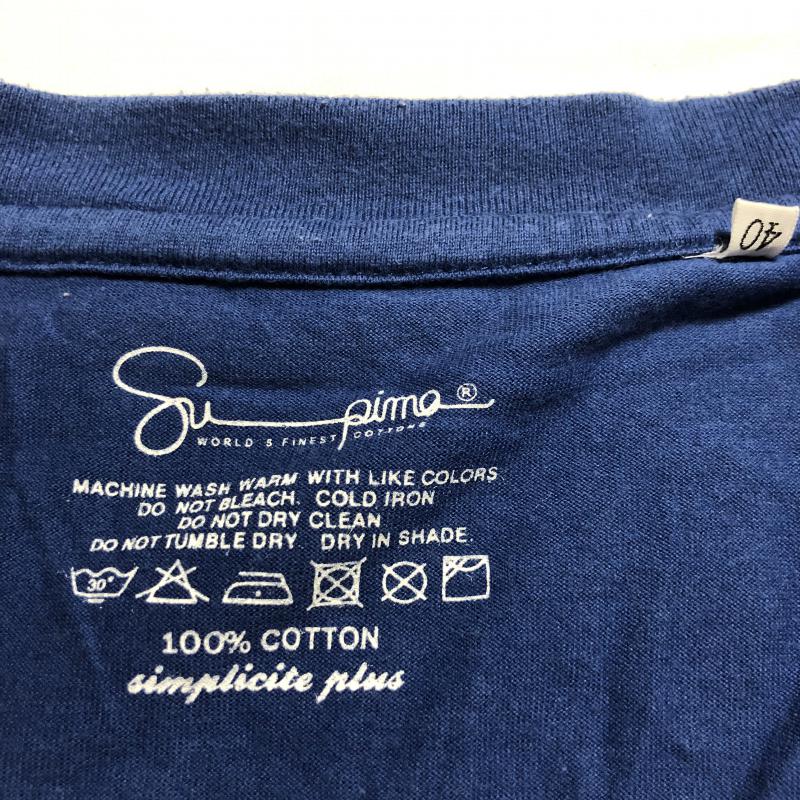 40
Supima®
WORLD S FINEST COTTONS
MACHINE WASH WARM WITH LIKE COLORS
DO NOT BLEACH. COLD IRON
DO NOT DRY CLEAN
DO NOT TUMBLE DRY. DRY IN SHADE.
30°
100% COTTON
simplicite plus